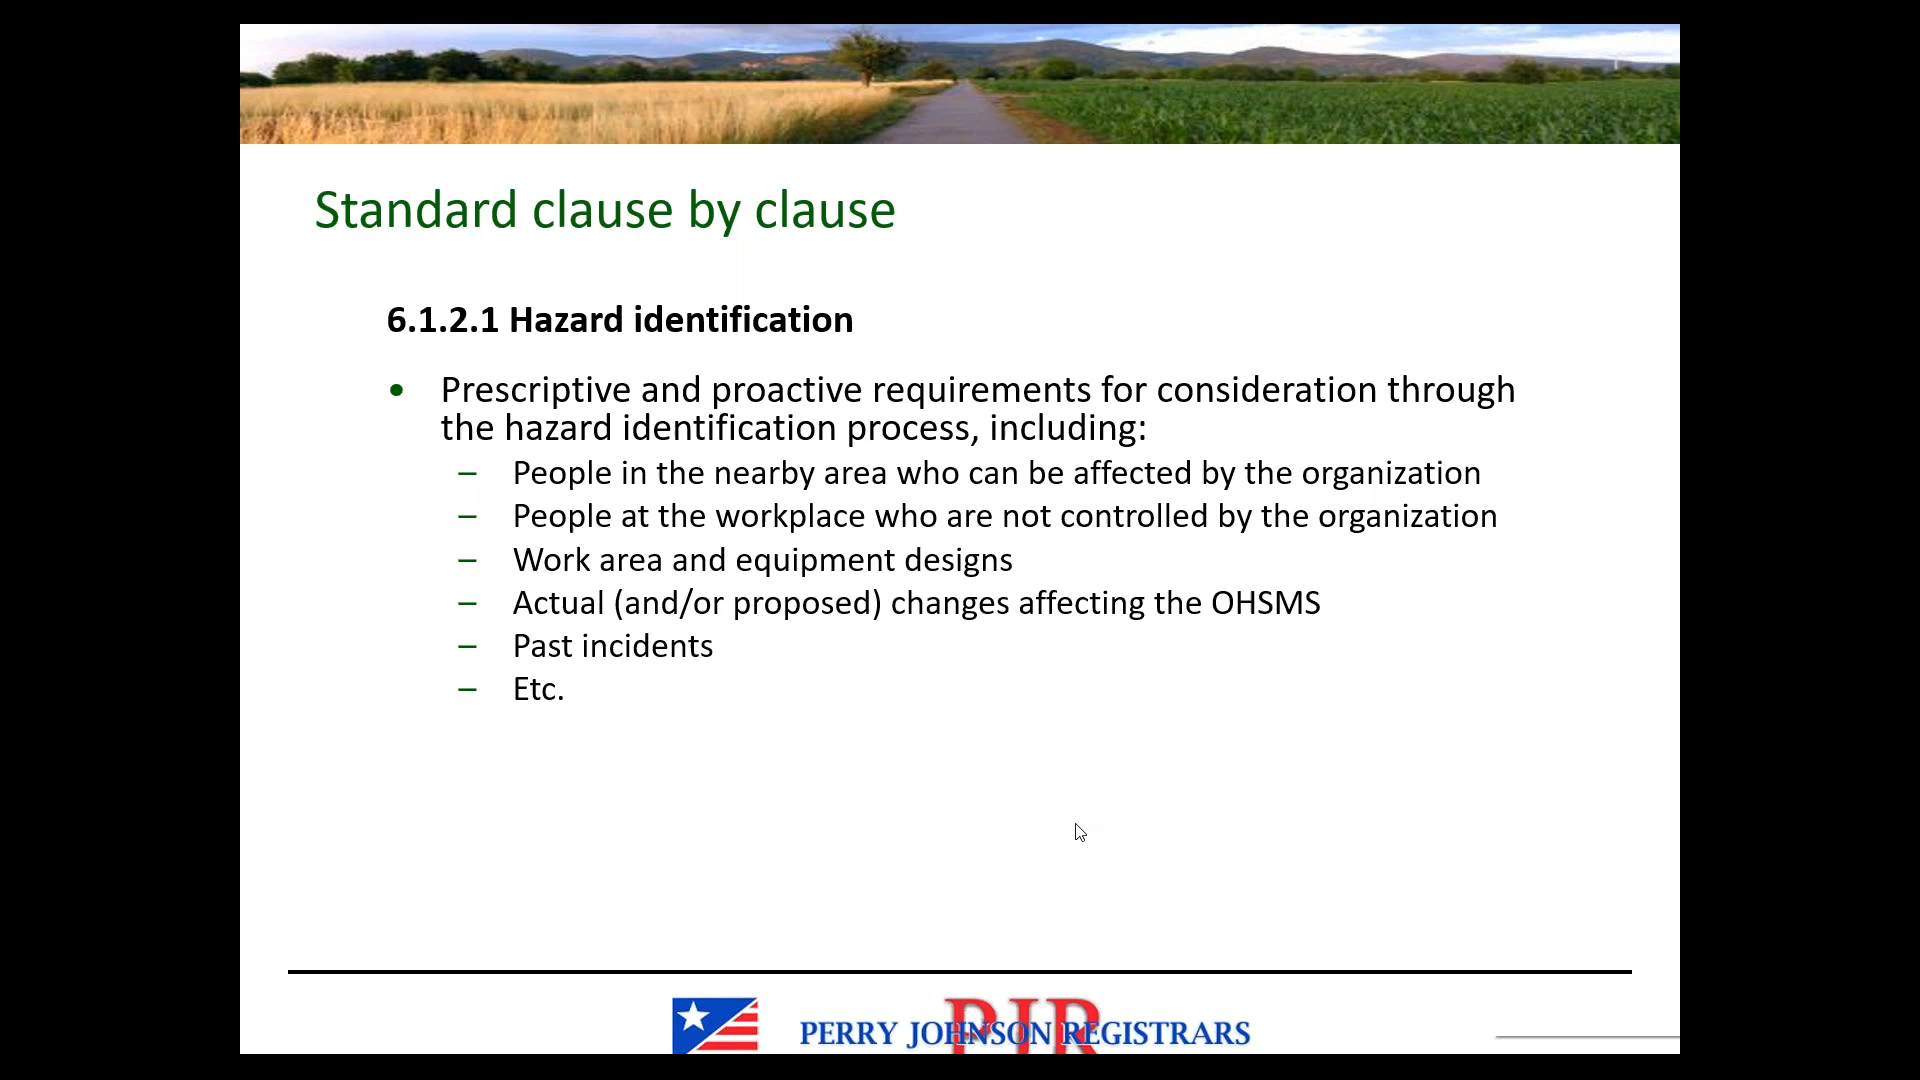 Standard clause by clause
6.1.2.1 Hazard identification
• Prescriptive and proactive requirements for consideration through
the hazard identification process, including:
– People in the nearby area who can be affected by the organization
– People at the workplace who are not controlled by the organization
– Work area and equipment designs
– Actual (and/or proposed) changes affecting the OHSMS
– Past incidents
– Etc.
PJR
PERRY JOHNSON REGISTRARS